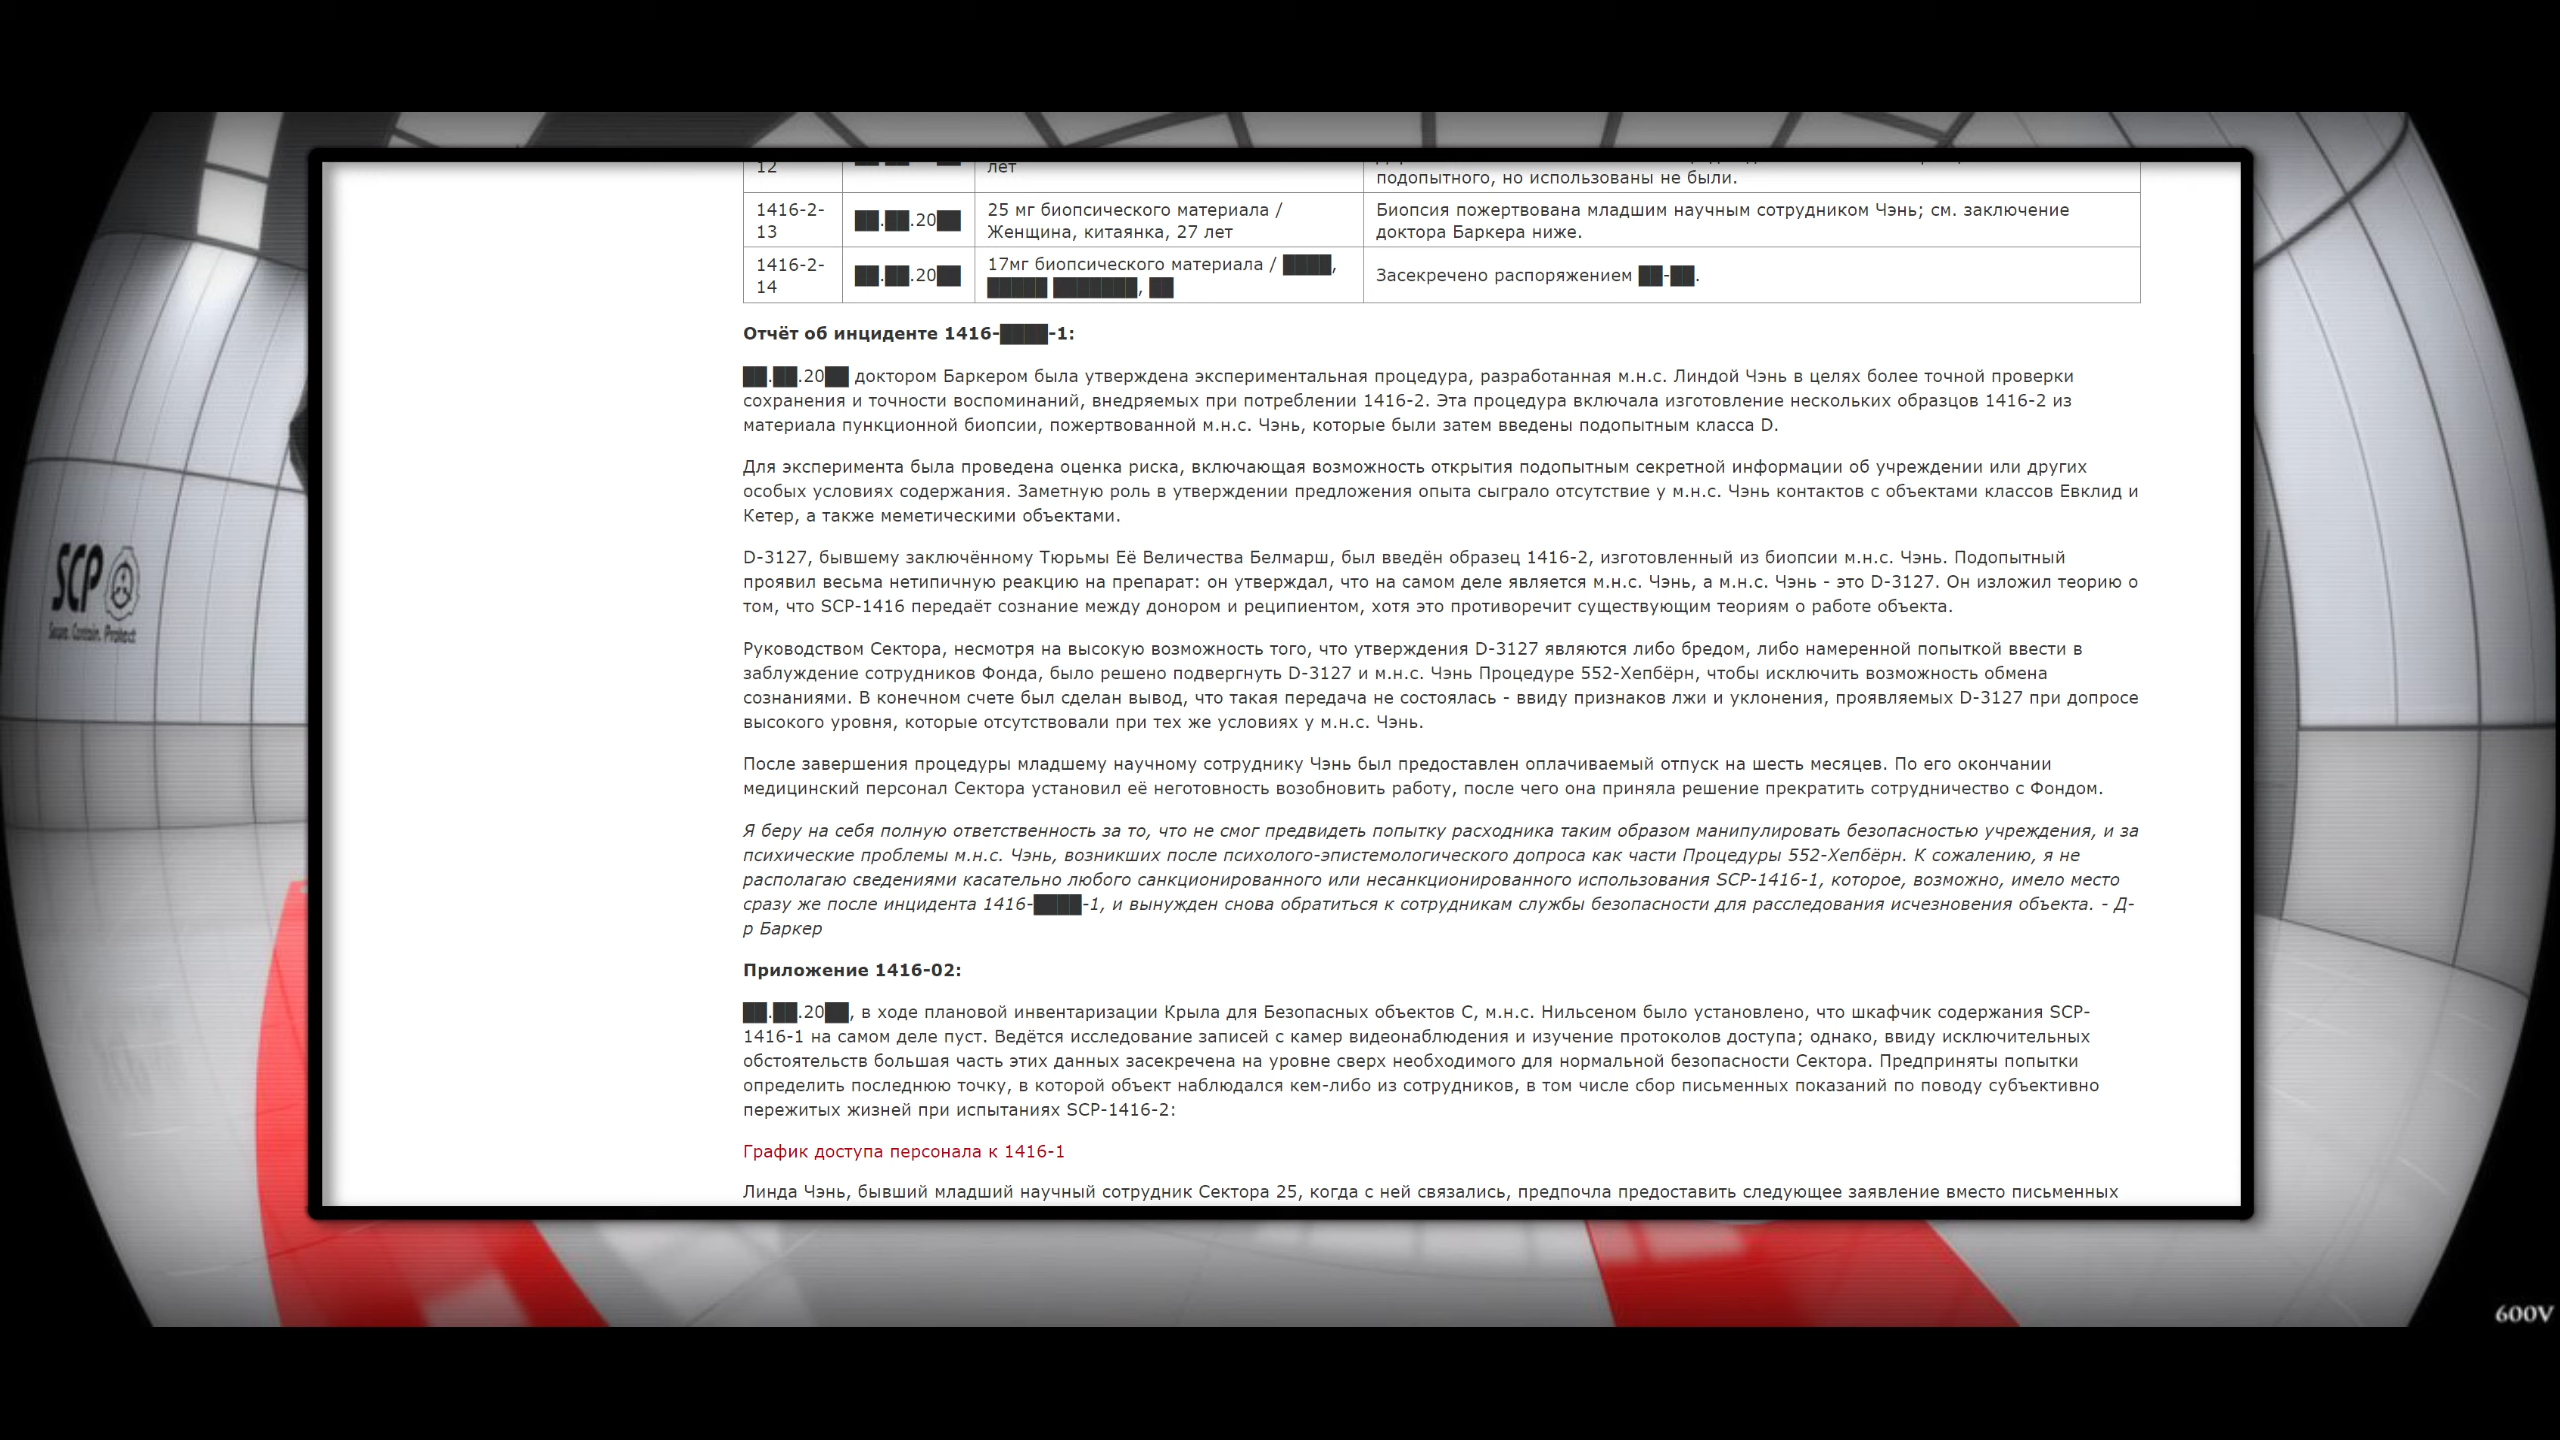 12
лет
подопытного, но использованы не были.
1416-2-
13
██.██.20██
25 мг биопсического материала /
Женщина, китаянка, 27 лет
Биопсия пожертвована младшим научным сотрудником Чэнь; см. заключение
доктора Баркера ниже.
1416-2-
14
██.██.20██
17мг биопсического материала / ████,
█████ ███████, ██
Засекречено распоряжением ██-██.
Отчёт об инциденте 1416-████-1:
██.██.20██ доктором Баркером была утверждена экспериментальная процедура, разработанная м.н.с. Линдой Чэнь в целях более точной проверки
сохранения и точности воспоминаний, внедряемых при потреблении 1416-2. Эта процедура включала изготовление нескольких образцов 1416-2 из
материала пункционной биопсии, пожертвованной м.н.с. Чэнь, которые были затем введены подопытным класса D.
Для эксперимента была проведена оценка риска, включающая возможность открытия подопытным секретной информации об учреждении или других
особых условиях содержания. Заметную роль в утверждении предложения опыта сыграло отсутствие у м.н.с. Чэнь контактов с объектами классов Евклид и
Кетер, а также меметическими объектами.
D-3127, бывшему заключённому Тюрьмы Её Величества Белмарш, был введён образец 1416-2, изготовленный из биопсии м.н.с. Чэнь. Подопытный
проявил весьма нетипичную реакцию на препарат: он утверждал, что на самом деле является м.н.с. Чэнь, а м.н.с. Чэнь - это D-3127. Он изложил теорию о
том, что SCP-1416 передаёт сознание между донором и реципиентом, хотя это противоречит существующим теориям о работе объекта.
Руководством Сектора, несмотря на высокую возможность того, что утверждения D-3127 являются либо бредом, либо намеренной попыткой ввести в
заблуждение сотрудников Фонда, было решено подвергнуть D-3127 и м.н.с. Чэнь Процедуре 552-Хепбёрн, чтобы исключить возможность обмена
сознаниями. В конечном счете был сделан вывод, что такая передача не состоялась - ввиду признаков лжи и уклонения, проявляемых D-3127 при допросе
высокого уровня, которые отсутствовали при тех же условиях у м.н.с. Чэнь.
После завершения процедуры младшему научному сотруднику Чэнь был предоставлен оплачиваемый отпуск на шесть месяцев. По его окончании
медицинский персонал Сектора установил её неготовность возобновить работу, после чего она приняла решение прекратить сотрудничество с Фондом.
Я беру на себя полную ответственность за то, что не смог предвидеть попытку расходника таким образом манипулировать безопасностью учреждения, и за
психические проблемы м.н.с. Чэнь, возникших после психолого-эпистемологического допроса как части Процедуры 552-Хепбёрн. К сожалению, я не
располагаю сведениями касательно любого санкционированного или несанкционированного использования SCP-1416-1, которое, возможно, имело место
сразу же после инцидента 1416-████-1, и вынужден снова обратиться к сотрудникам службы безопасности для расследования исчезновения объекта. - Д-
р Баркер
Приложение 1416-02:
██.██.20██, в ходе плановой инвентаризации Крыла для Безопасных объектов C, м.н.с. Нильсеном было установлено, что шкафчик содержания SCP-
1416-1 на самом деле пуст. Ведётся исследование записей с камер видеонаблюдения и изучение протоколов доступа; однако, ввиду исключительных
обстоятельств большая часть этих данных засекречена на уровне сверх необходимого для нормальной безопасности Сектора. Предприняты попытки
определить последнюю точку, в которой объект наблюдался кем-либо из сотрудников, в том числе сбор письменных показаний по поводу субъективно
пережитых жизней при испытаниях SCP-1416-2:
График доступа персонала к 1416-1
Линда Чэнь, бывший младший научный сотрудник Сектора 25, когда с ней связались, предпочла предоставить следующее заявление вместо письменных
SCP
Secure. Contain. Protect
600V